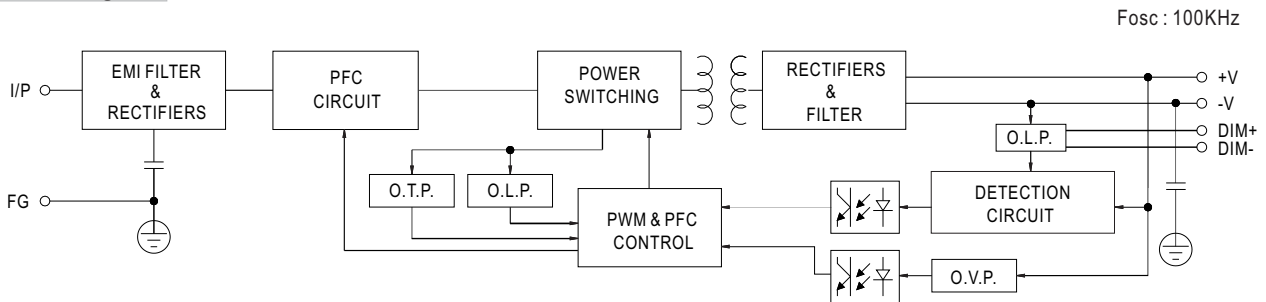 Fosc : 100KHz
I/P
EMI FILTER
&
RECTIFIERS
PFC
CIRCUIT
POWER
SWITCHING
RECTIFIERS
&
FILTER
+V
-V
DIM+
DIM-
O.L.P.
O.T.P.
O.L.P.
FG
PWM & PFC
CONTROL
DETECTION
CIRCUIT
O.V.P.